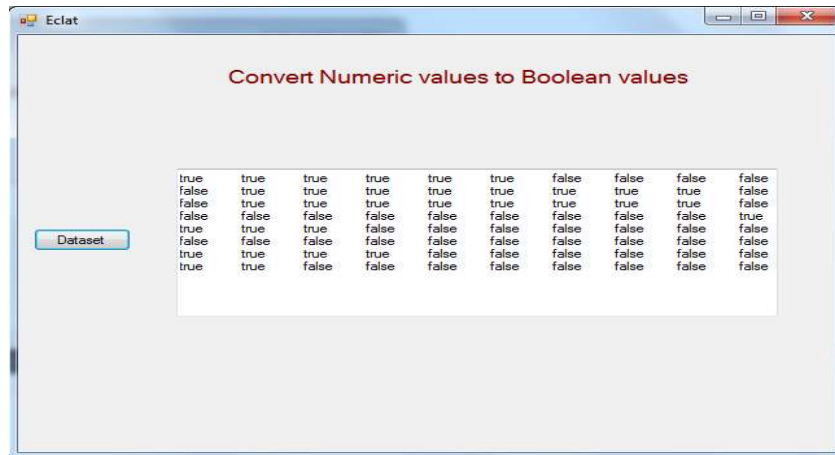 Eclat
Convert Numeric values to Boolean values
true true true true true true false false false false
false true true true true true true true true false
false true true true true true true true true false
false false false false false false false false false true
true true true false false false false false false false
Dataset
false false false false false false false false false false
true true true true false false false false false false
true true false false false false false false false false